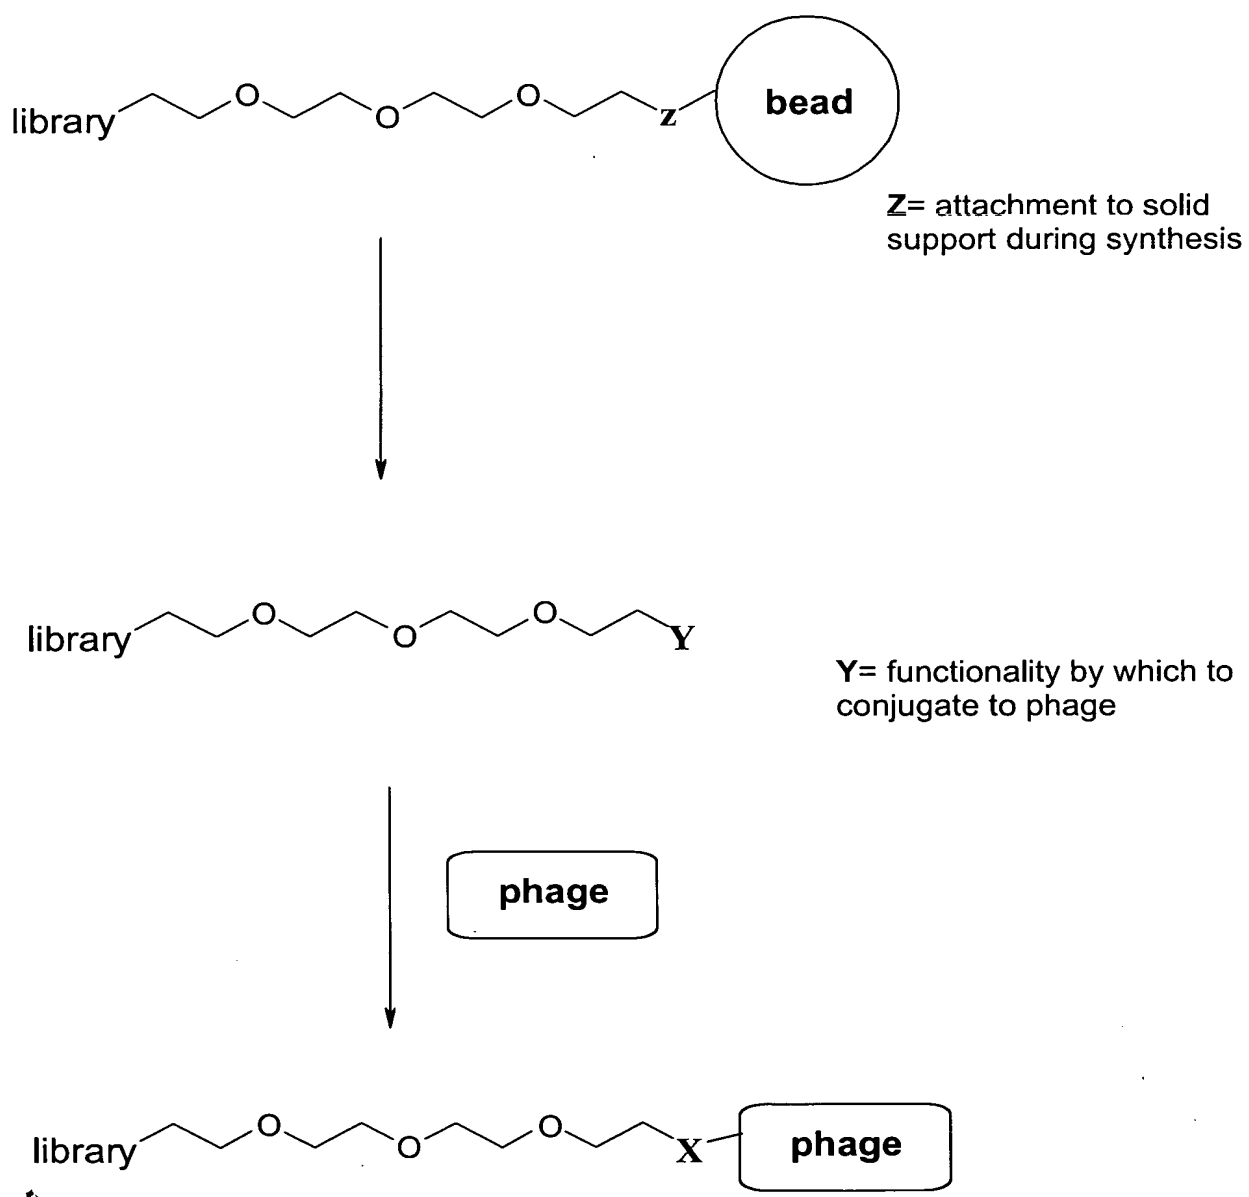 library O O O z bead
Z= attachment to solid
support during synthesis
library O O O Y
Y= functionality by which to
conjugate to phage
phage
library O O O X phage